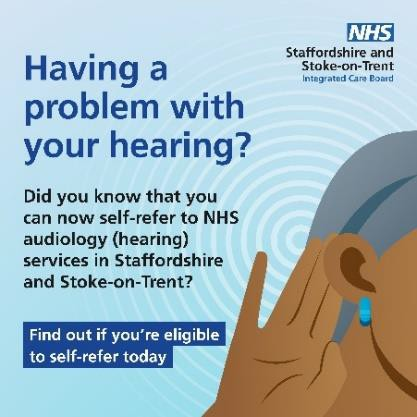 NHS
Staffordshire and
Stoke-on-Trent
Integrated Care Board
Having a
problem with
your hearing?
Did you know that you
can now self-refer to NHS
audiology (hearing)
services in Staffordshire
and Stoke-on-Trent?
Find out if you're eligible
to self-refer today